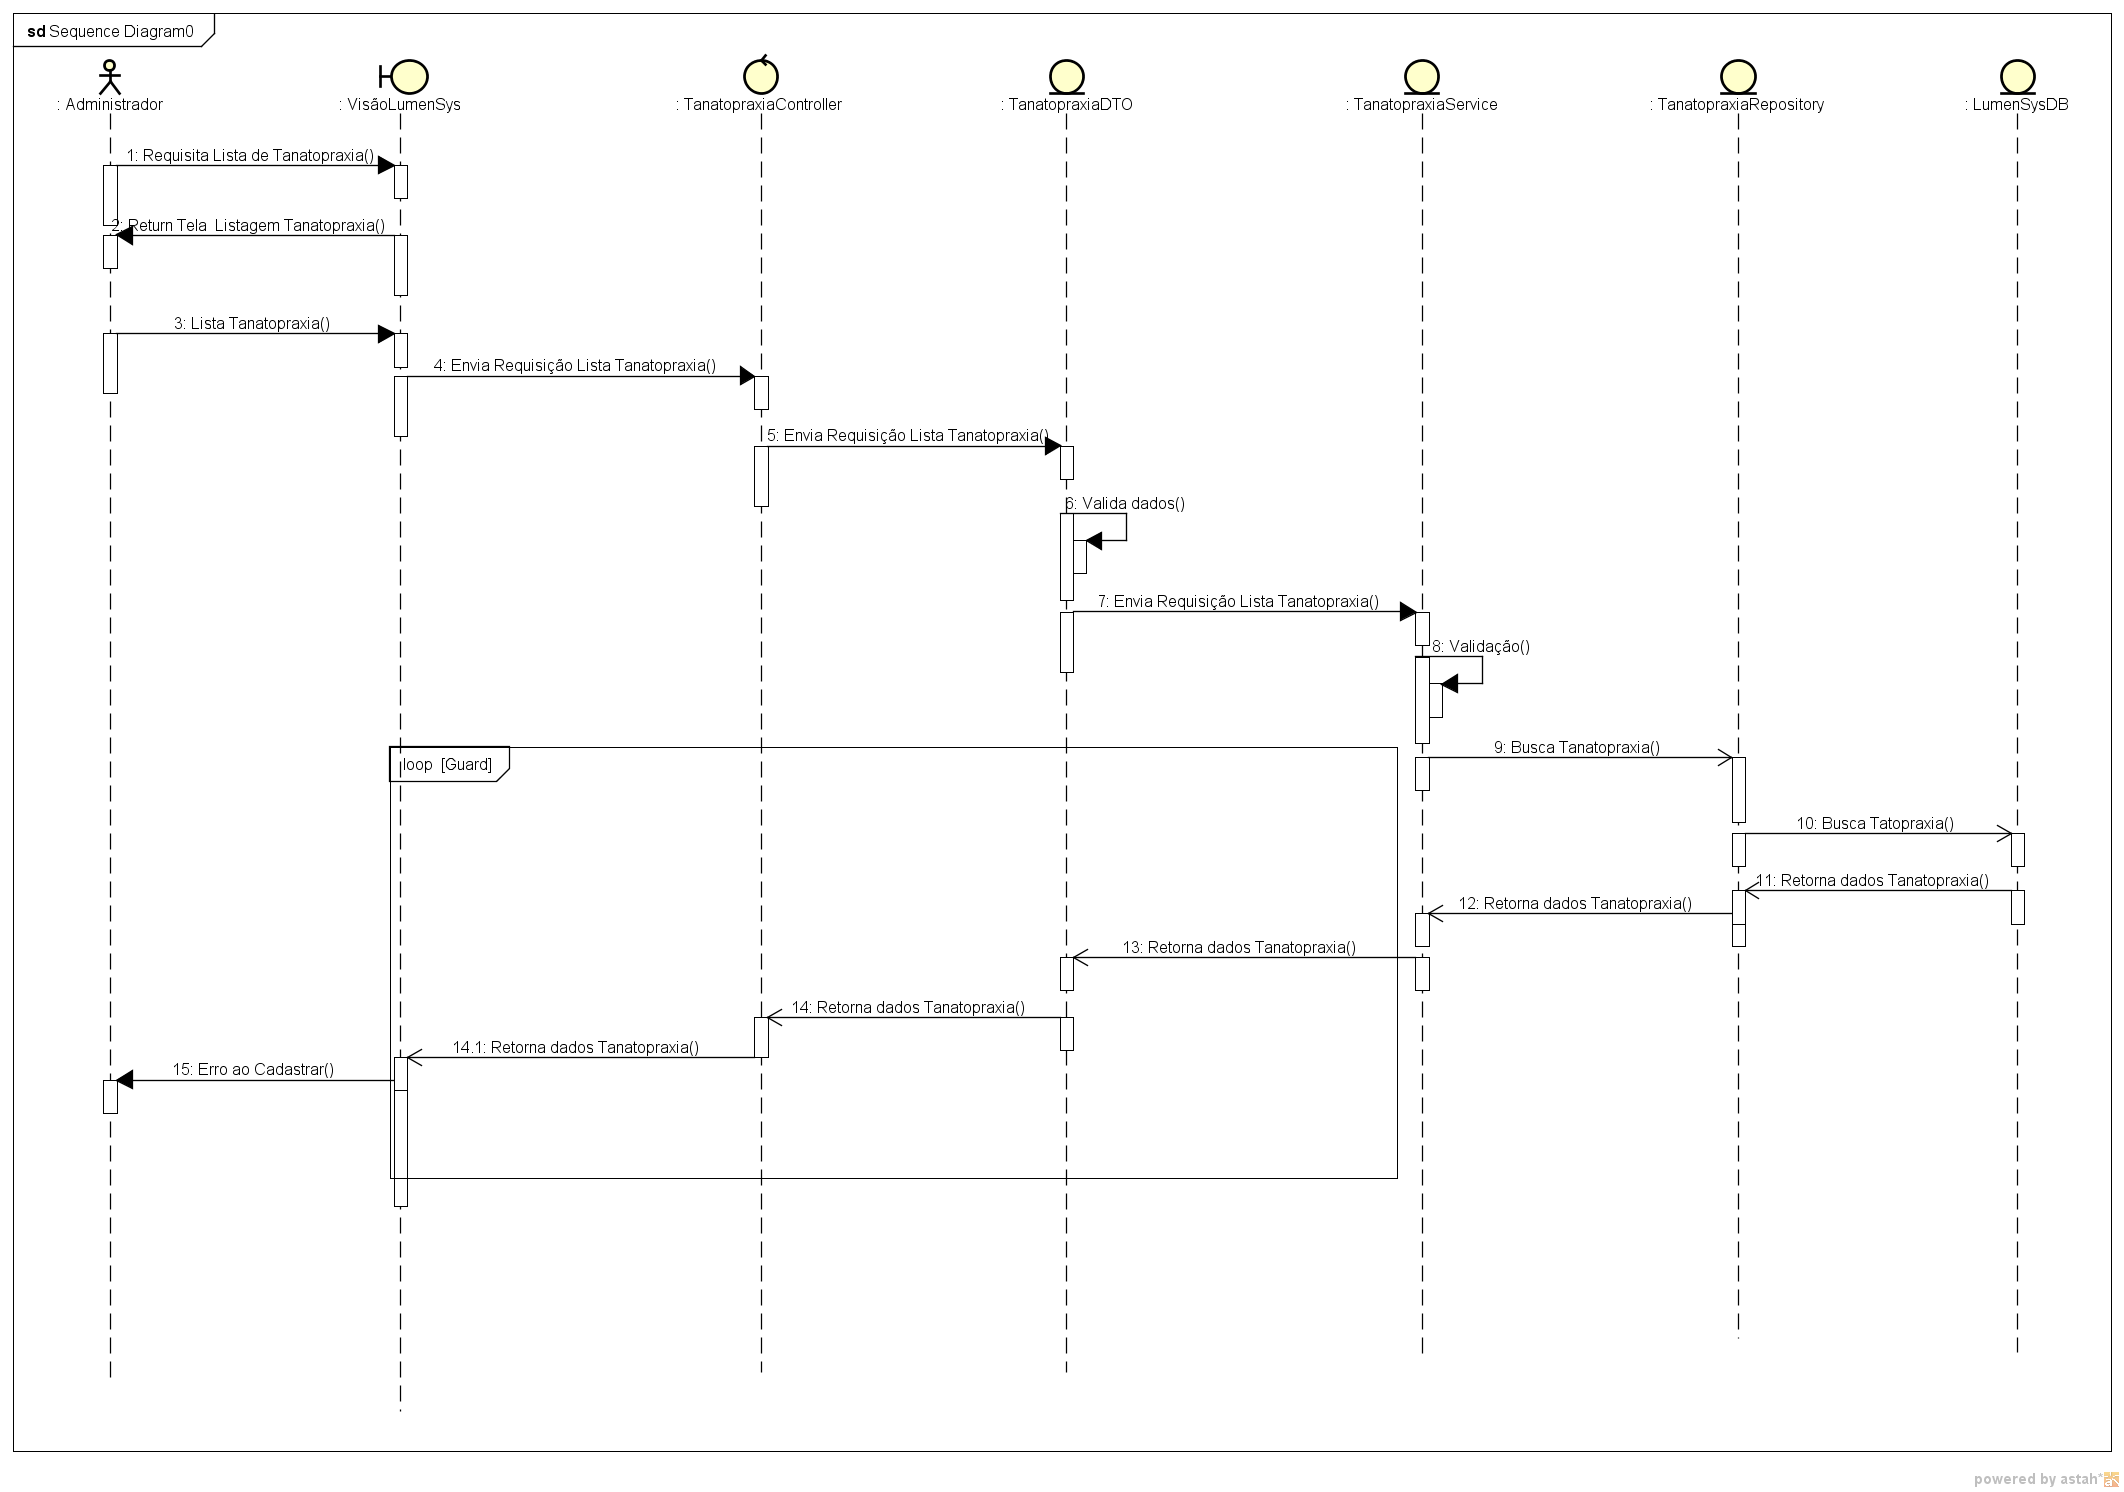 sd Sequence Diagram0
: Administrador
: VisãoLumenSys
: TanatopraxiaController
: TanatopraxiaDTO
: TanatopraxiaService
: TanatopraxiaRepository
: LumenSysDB
1: Requisita Lista de Tanatopraxia()
2: Return Tela  Listagem Tanatopraxia()
3: Lista Tanatopraxia()
4: Envia Requisição Lista Tanatopraxia()
5: Envia Requisição Lista Tanatopraxia()
6: Valida dados()
7: Envia Requisição Lista Tanatopraxia()
8: Validação()
9: Busca Tanatopraxia()
loop  [Guard]
10: Busca Tatopraxia()
11: Retorna dados Tanatopraxia()
12: Retorna dados Tanatopraxia()
13: Retorna dados Tanatopraxia()
14: Retorna dados Tanatopraxia()
14.1: Retorna dados Tanatopraxia()
15: Erro ao Cadastrar()
powered by astah*